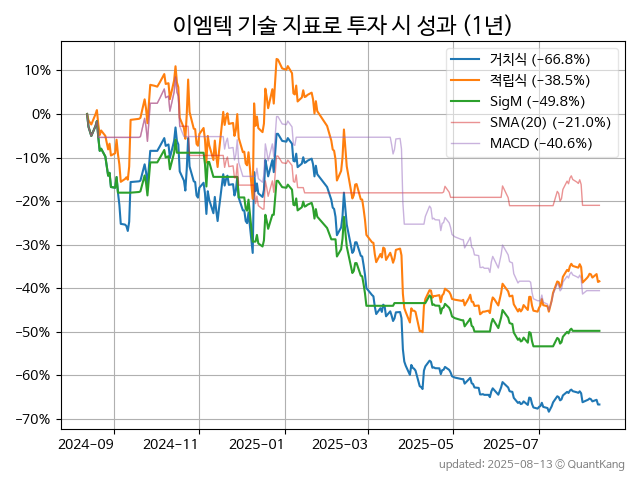 이엠텍 기술 지표로 투자 시 성과 (1년)
거치식 (−66.8%)
적립식 (−38.5%)
SigM (−49.8%)
SMA(20) (−21.0%)
MACD (−40.6%)
10%
0%
−10%
−20%
−30%
−40%
−50%
−60%
−70%
2024-09 2024-11 2025-01 2025-03 2025-05 2025-07
updated: 2025-08-13 © QuantKang